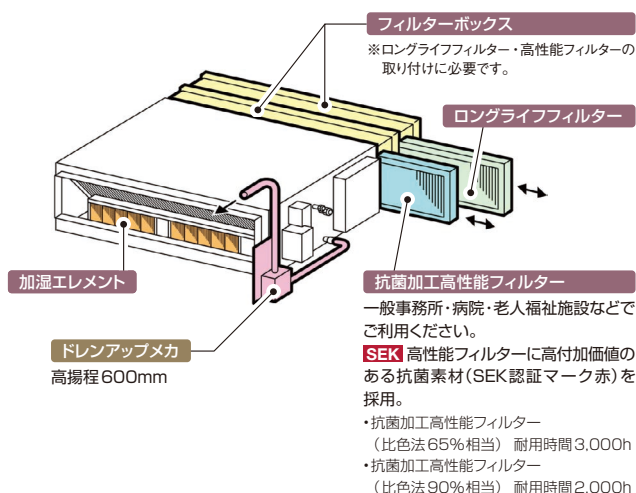 フィルターボックス
※ロングライフフィルター・高性能フィルターの
取り付けに必要です。
ロングライフフィルター
加湿エレメント
ドレンアップメカ
高揚程600mm
抗菌加工高性能フィルター
一般事務所・病院・老人福祉施設などで
ご利用ください。
SEK 高性能フィルターに高付加価値の
ある抗菌素材(SEK認証マーク赤)を
採用。
・抗菌加工高性能フィルター
（比色法65%相当） 耐用時間3,000h
・抗菌加工高性能フィルター
（比色法90%相当） 耐用時間2,000h